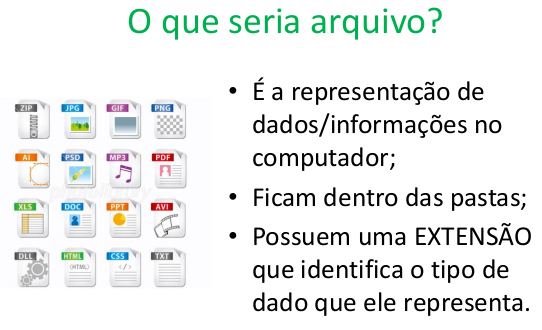 O que seria arquivo?
ZIP JPG GIF PNG
AI PSD MP3 PDF
XLS DOC PPT AVI
DLL HTML CSS TXT
(HTML) </>
• É a representação de
dados/informações no
computador;
• Ficam dentro das pastas;
• Possuem uma EXTENSÃO
que identifica o tipo de
dado que ele representa.